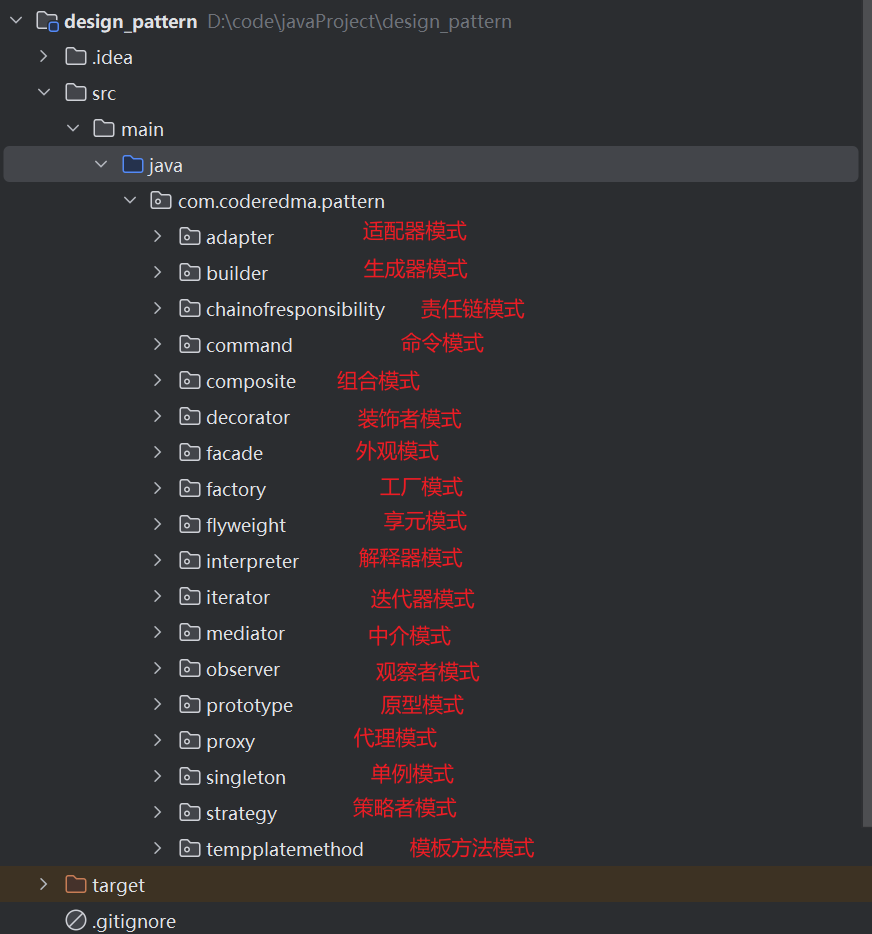 design_pattern D:\code\javaProject\design_pattern
.idea
src
main
java
com.coderedma.pattern
adapter 适配器模式
builder 生成器模式
chainofresponsibility 责任链模式
command 命令模式
composite 组合模式
decorator 装饰者模式
facade 外观模式
factory 工厂模式
flyweight 享元模式
interpreter 解释器模式
iterator 迭代器模式
mediator 中介模式
observer 观察者模式
prototype 原型模式
proxy 代理模式
singleton 单例模式
strategy 策略者模式
tempplatemethod 模板方法模式
target
.gitignore